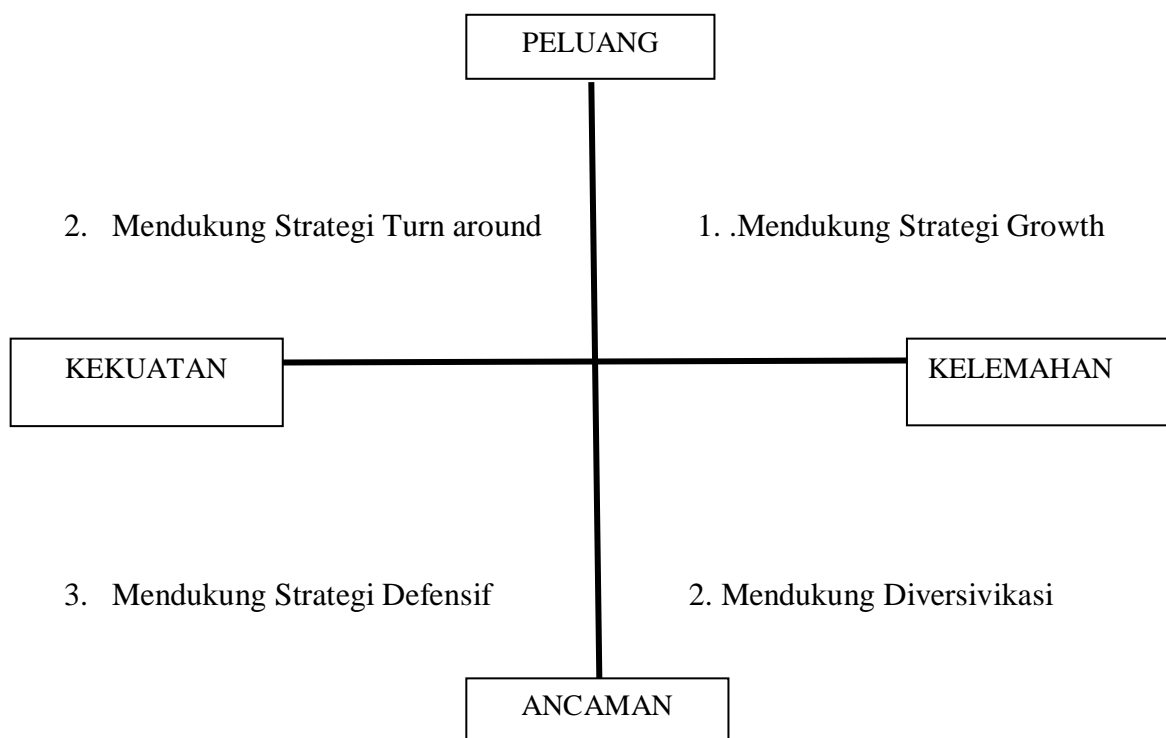 PELUANG
2. Mendukung Strategi Turn around
1. .Mendukung Strategi Growth
KEKUATAN
KELEMAHAN
3. Mendukung Strategi Defensif
2. Mendukung Diversivikasi
ANCAMAN